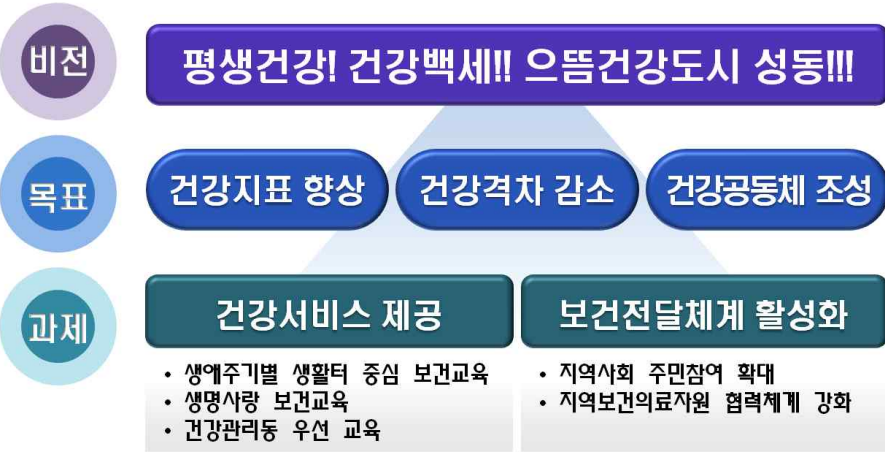 비전
평생건강! 건강백세!! 으뜸건강도시 성동!!!
목표
건강지표 향상
건강격차 감소
건강공동체 조성
과제
건강서비스 제공
• 생애주기별 생활터 중심 보건교육
• 생명사랑 보건교육
• 건강관리동 우선 교육
보건전달체계 활성화
• 지역사회 주민참여 확대
• 지역보건의료자원 협력체계 강화